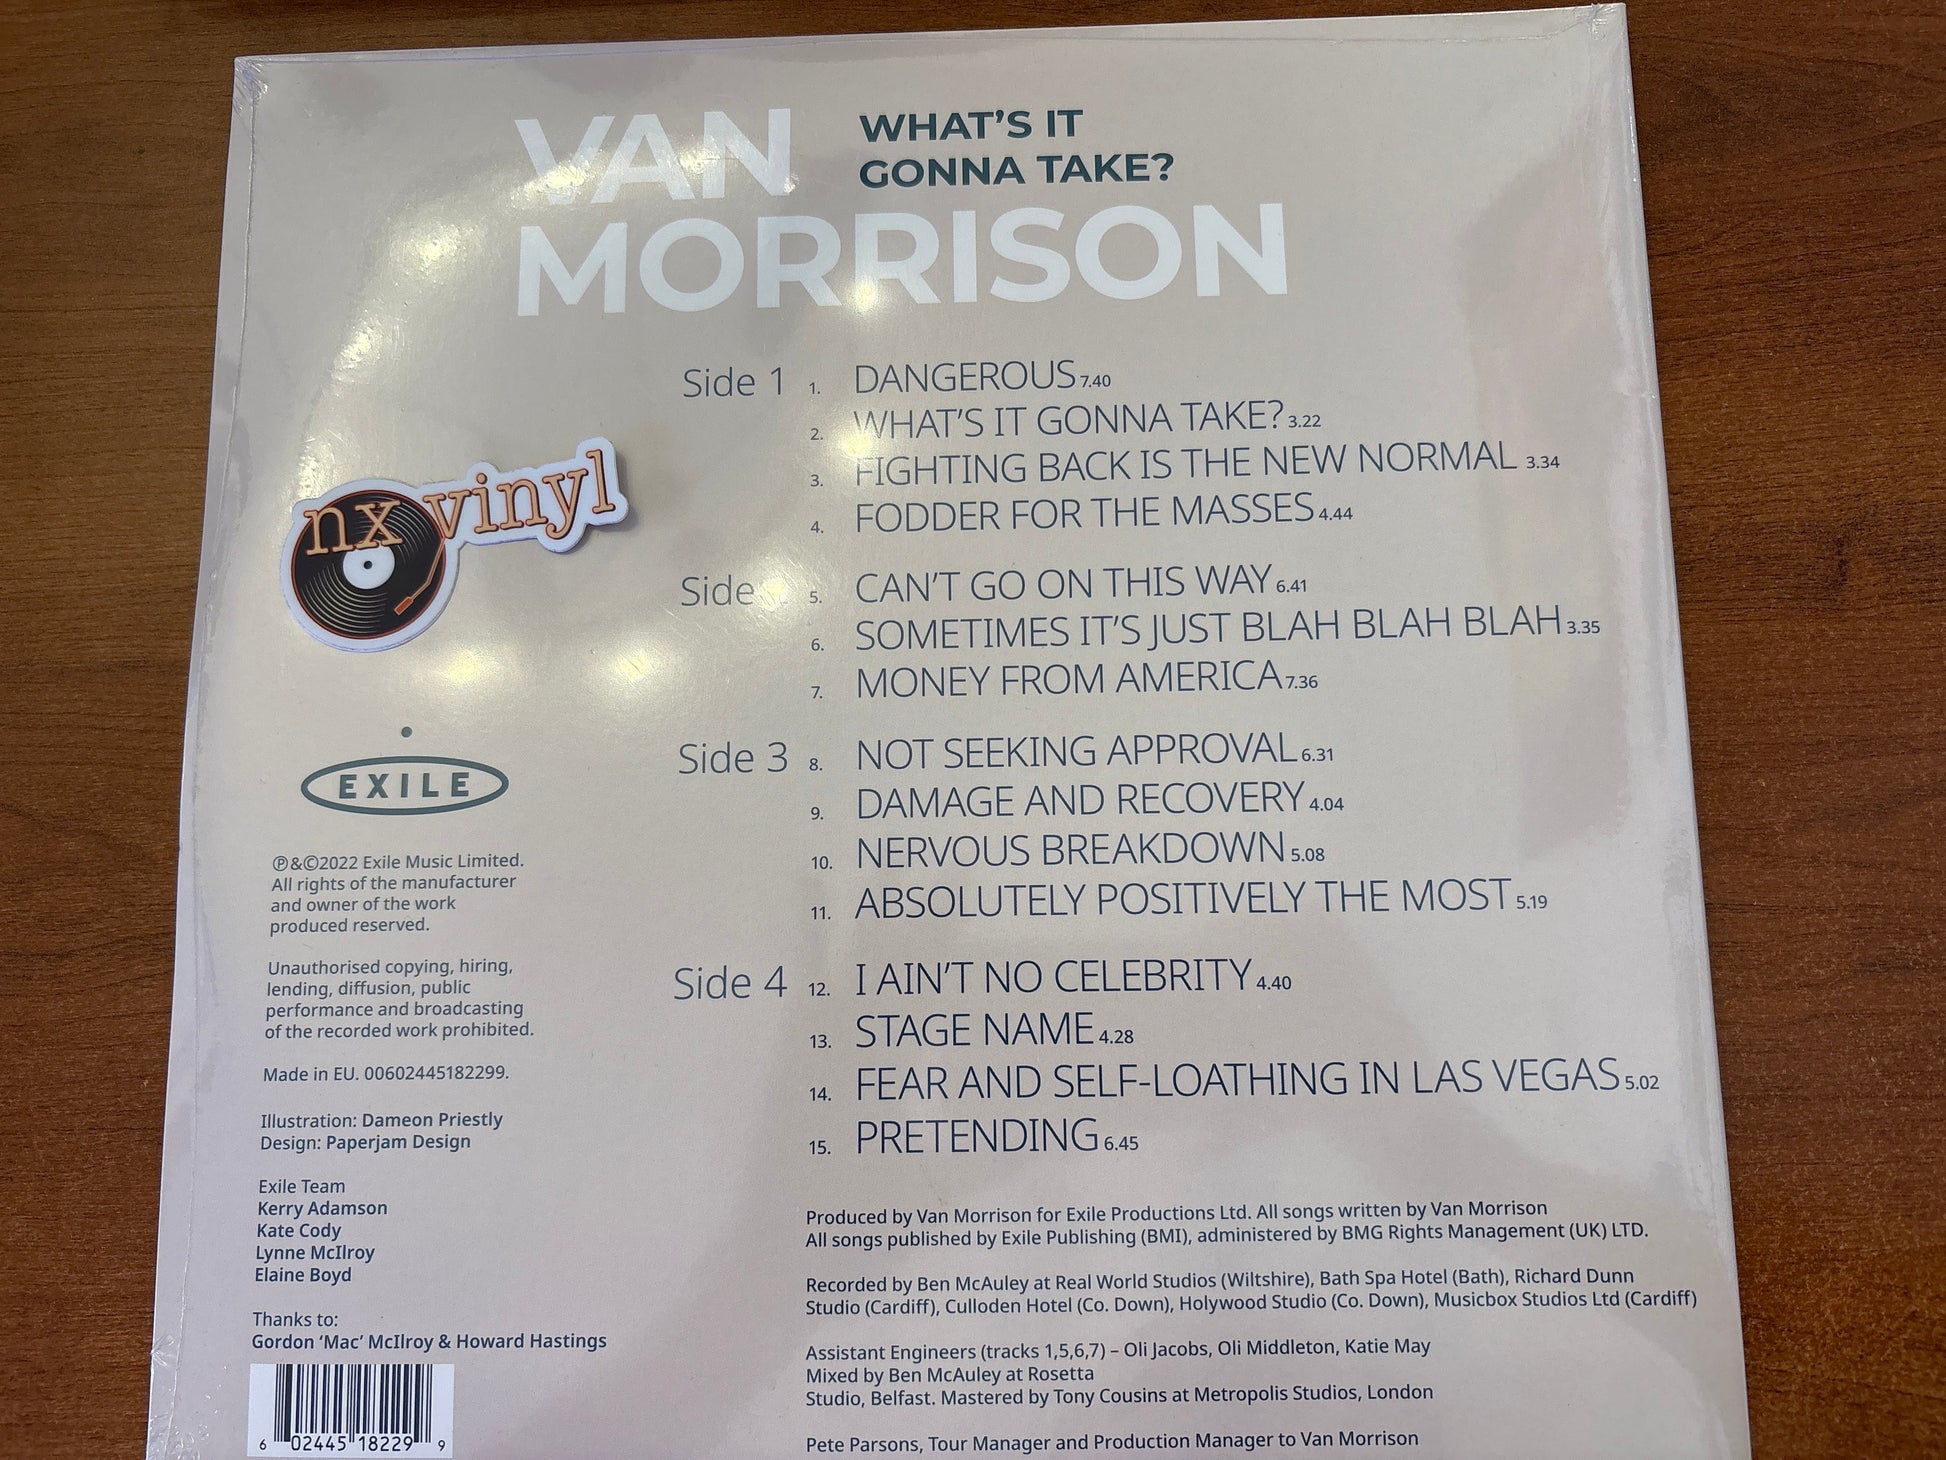 VAN
WHAT'S IT
GONNA TAKE?
MORRISON
Side 1
1. DANGEROUS 7.40
2. WHAT'S IT GONNA TAKE? 3.22
3. FIGHTING BACK IS THE NEW NORMAL 3.34
4. FODDER FOR THE MASSES 4.44
Side
5. CAN'T GO ON THIS WAY 6.41
6. SOMETIMES IT'S JUST BLAH BLAH BLAH 3.35
7. MONEY FROM AMERICA 7.36
Side 3
8. NOT SEEKING APPROVAL 6.31
9. DAMAGE AND RECOVERY 4.04
10. NERVOUS BREAKDOWN 5.08
11. ABSOLUTELY POSITIVELY THE MOST 5.19
Side 4
12. I AIN'T NO CELEBRITY 4.40
13. STAGE NAME 4.28
14. FEAR AND SELF-LOATHING IN LAS VEGAS 5.02
15. PRETENDING 6.45
nx vinyl
EXILE
℗&©2022 Exile Music Limited.
All rights of the manufacturer
and owner of the work
produced reserved.
Unauthorised copying, hiring,
lending, diffusion, public
performance and broadcasting
of the recorded work prohibited.
Made in EU. 00602445182299.
Illustration: Dameon Priestly
Design: Paperjam Design
Exile Team
Kerry Adamson
Kate Cody
Lynne McIlroy
Elaine Boyd
Thanks to:
Gordon 'Mac' McIlroy & Howard Hastings
6 02445 18229 9
Produced by Van Morrison for Exile Productions Ltd. All songs written by Van Morrison
All songs published by Exile Publishing (BMI), administered by BMG Rights Management (UK) LTD.
Recorded by Ben McAuley at Real World Studios (Wiltshire), Bath Spa Hotel (Bath), Richard Dunn
Studio (Cardiff), Culloden Hotel (Co. Down), Holywood Studio (Co. Down), Musicbox Studios Ltd (Cardiff)
Assistant Engineers (tracks 1,5,6,7) – Oli Jacobs, Oli Middleton, Katie May
Mixed by Ben McAuley at Rosetta
Studio, Belfast. Mastered by Tony Cousins at Metropolis Studios, London
Pete Parsons, Tour Manager and Production Manager to Van Morrison